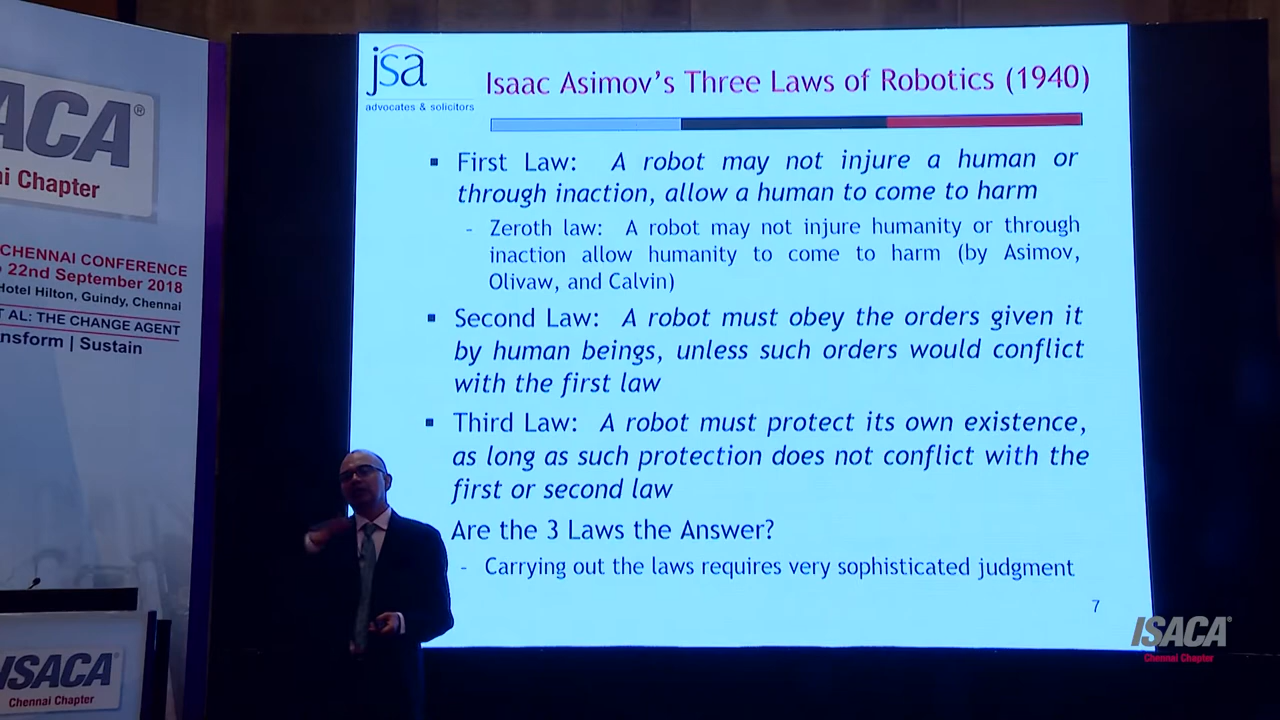 ACA®
ai Chapter
CHENNAI CONFERENCE
22nd September 2018
Hotel Hilton, Guindy, Chennai
T AL: THE CHANGE AGENT
nsform | Sustain
ISACA®
Chennai Chapter
jsa
advocates & solicitors
Isaac Asimov's Three Laws of Robotics (1940)
▪ First Law: A robot may not injure a human or
through inaction, allow a human to come to harm
- Zeroth law: A robot may not injure humanity or through
inaction allow humanity to come to harm (by Asimov,
Olivaw, and Calvin)
▪ Second Law: A robot must obey the orders given it
by human beings, unless such orders would conflict
with the first law
▪ Third Law: A robot must protect its own existence,
as long as such protection does not conflict with the
first or second law
Are the 3 Laws the Answer?
- Carrying out the laws requires very sophisticated judgment
7
ISACA®
Chennai Chapter